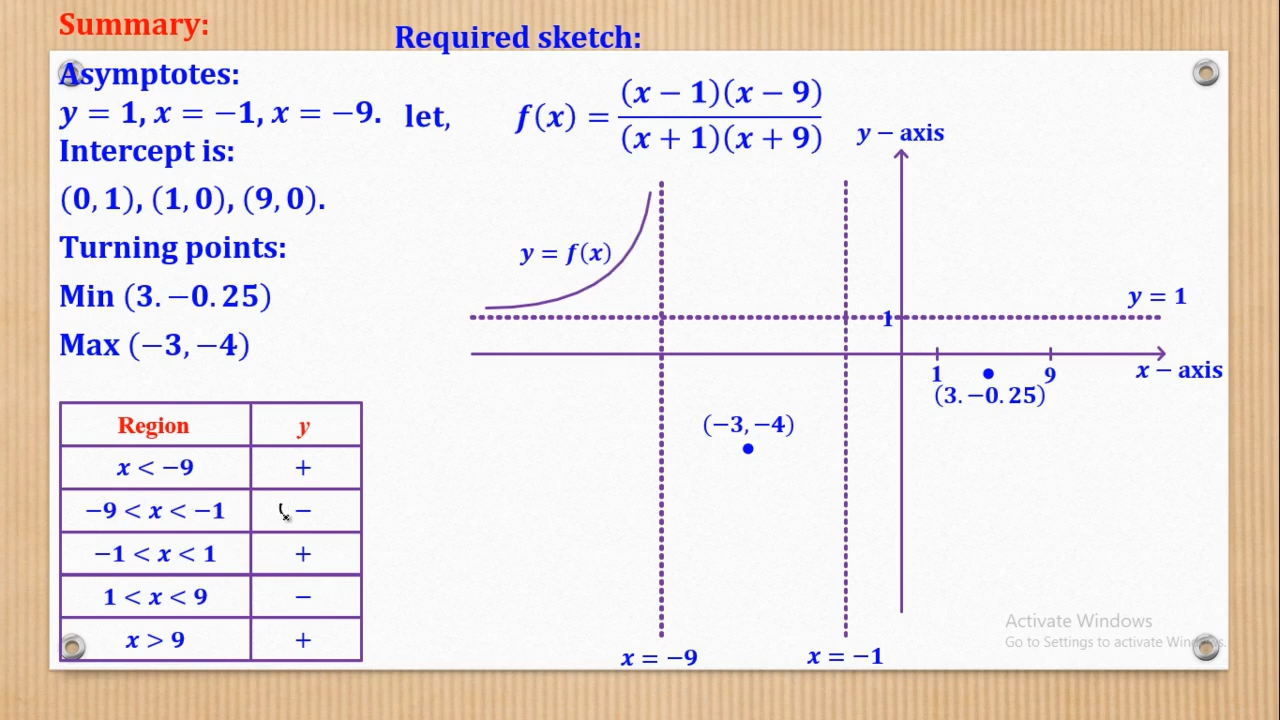 Summary:
Required sketch:
Asymptotes:
y = 1, x = −1, x = −9.
let, f(x) = (x − 1)(x − 9) / (x + 1)(x + 9)
Intercept is:
(0, 1), (1, 0), (9, 0).
Turning points:
Min (3. −0. 25)
Max (−3, −4)
Region y
x < −9 +
−9 < x < −1 −
−1 < x < 1 +
1 < x < 9 −
x > 9 +
y − axis
y = f(x)
y = 1
1
x − axis
1 9
(3. −0. 25)
(−3, −4)
x = −9
x = −1
Activate Windows
Go to Settings to activate Windows.